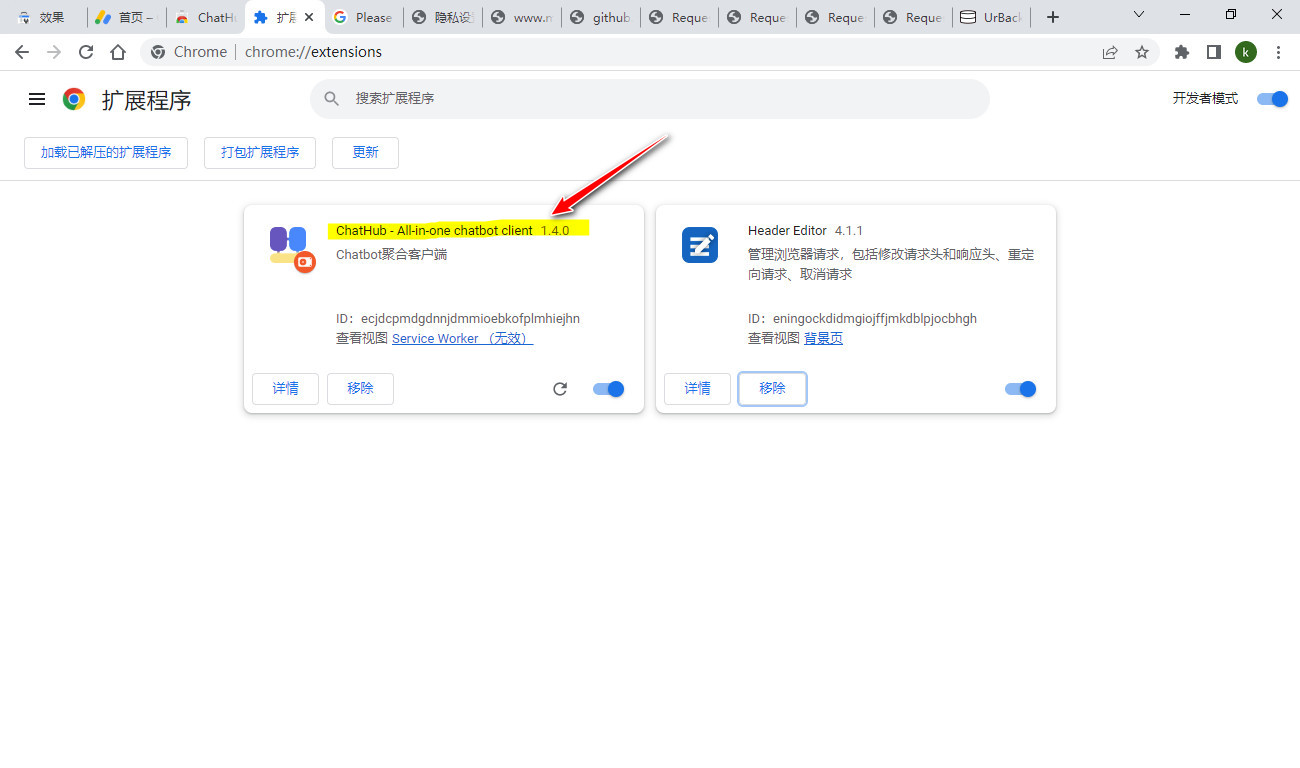 效果
首页 –
ChatHu
扩展
Please
隐私设
www.m
github
Reque
Reque
Reque
Reque
UrBack
Chrome | chrome://extensions
k
扩展程序
搜索扩展程序
开发者模式
加载已解压的扩展程序
打包扩展程序
更新
ChatHub - All-in-one chatbot client 1.4.0
Chatbot聚合客户端
ID：ecjdcpmdgdnnjdmmioebkofplmhiejhn
查看视图 Service Worker （无效）
详情
移除
Header Editor 4.1.1
管理浏览器请求，包括修改请求头和响应头、重定
向请求、取消请求
ID：eningockdidmgiojffjmkdblpjocbhgh
查看视图 背景页
详情
移除